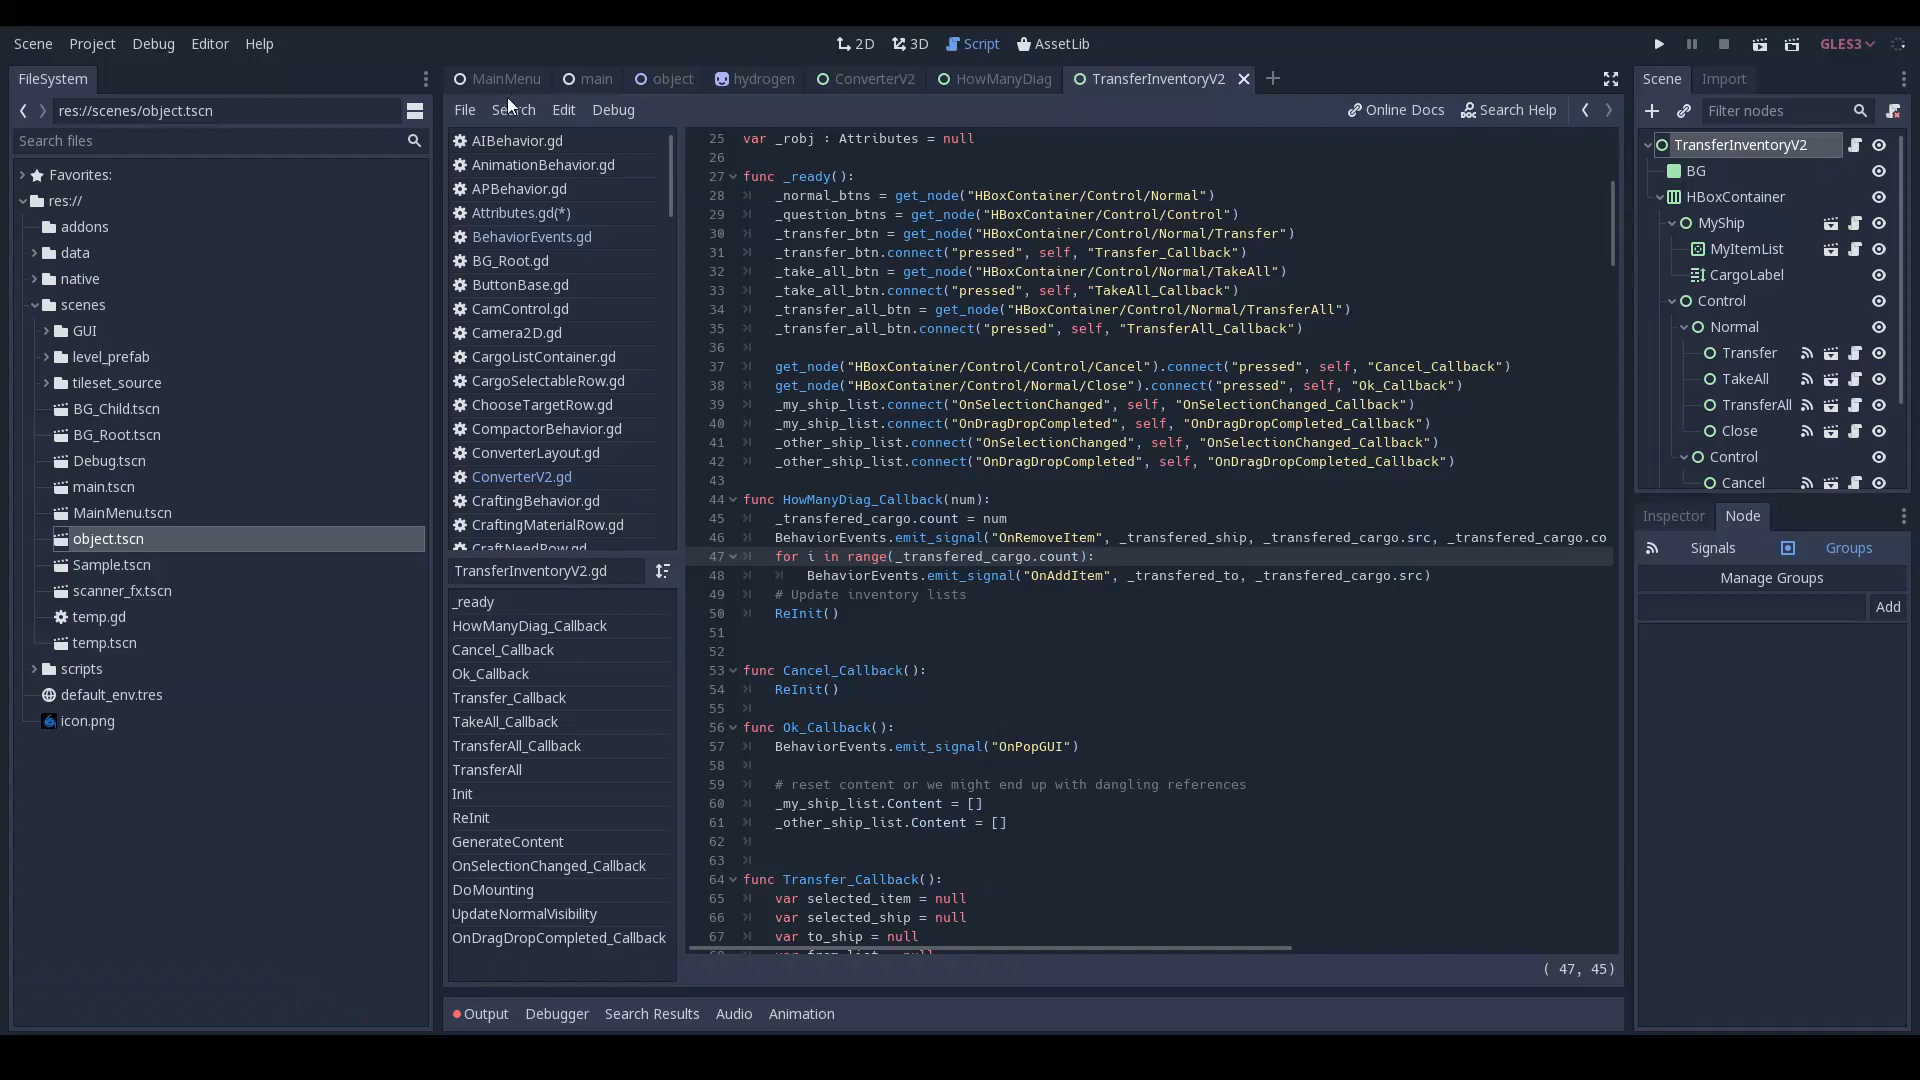 Scene Project Debug Editor Help
2D 3D Script AssetLib
GLES3
FileSystem
res://scenes/object.tscn
Search files
Favorites:
res://
addons
data
native
scenes
GUI
level_prefab
tileset_source
BG_Child.tscn
BG_Root.tscn
Debug.tscn
main.tscn
MainMenu.tscn
object.tscn
Sample.tscn
scanner_fx.tscn
temp.gd
temp.tscn
scripts
default_env.tres
icon.png
MainMenu main object hydrogen ConverterV2 HowManyDiag TransferInventoryV2
File Search Edit Debug
Online Docs Search Help
AIBehavior.gd
AnimationBehavior.gd
APBehavior.gd
Attributes.gd(*)
BehaviorEvents.gd
BG_Root.gd
ButtonBase.gd
CamControl.gd
Camera2D.gd
CargoListContainer.gd
CargoSelectableRow.gd
ChooseTargetRow.gd
CompactorBehavior.gd
ConverterLayout.gd
ConverterV2.gd
CraftingBehavior.gd
CraftingMaterialRow.gd
CraftNeedRow.gd
TransferInventoryV2.gd
_ready
HowManyDiag_Callback
Cancel_Callback
Ok_Callback
Transfer_Callback
TakeAll_Callback
TransferAll_Callback
TransferAll
Init
ReInit
GenerateContent
OnSelectionChanged_Callback
DoMounting
UpdateNormalVisibility
OnDragDropCompleted_Callback
25 var _robj : Attributes = null
26
27 func _ready():
28 _normal_btns = get_node("HBoxContainer/Control/Normal")
29 _question_btns = get_node("HBoxContainer/Control/Control")
30 _transfer_btn = get_node("HBoxContainer/Control/Normal/Transfer")
31 _transfer_btn.connect("pressed", self, "Transfer_Callback")
32 _take_all_btn = get_node("HBoxContainer/Control/Normal/TakeAll")
33 _take_all_btn.connect("pressed", self, "TakeAll_Callback")
34 _transfer_all_btn = get_node("HBoxContainer/Control/Normal/TransferAll")
35 _transfer_all_btn.connect("pressed", self, "TransferAll_Callback")
36
37 get_node("HBoxContainer/Control/Control/Cancel").connect("pressed", self, "Cancel_Callback")
38 get_node("HBoxContainer/Control/Normal/Close").connect("pressed", self, "Ok_Callback")
39 _my_ship_list.connect("OnSelectionChanged", self, "OnSelectionChanged_Callback")
40 _my_ship_list.connect("OnDragDropCompleted", self, "OnDragDropCompleted_Callback")
41 _other_ship_list.connect("OnSelectionChanged", self, "OnSelectionChanged_Callback")
42 _other_ship_list.connect("OnDragDropCompleted", self, "OnDragDropCompleted_Callback")
43
44 func HowManyDiag_Callback(num):
45 _transfered_cargo.count = num
46 BehaviorEvents.emit_signal("OnRemoveItem", _transfered_ship, _transfered_cargo.src, _transfered_cargo.co
47 for i in range(_transfered_cargo.count):
48 BehaviorEvents.emit_signal("OnAddItem", _transfered_to, _transfered_cargo.src)
49 # Update inventory lists
50 ReInit()
51
52
53 func Cancel_Callback():
54 ReInit()
55
56 func Ok_Callback():
57 BehaviorEvents.emit_signal("OnPopGUI")
58
59 # reset content or we might end up with dangling references
60 _my_ship_list.Content = []
61 _other_ship_list.Content = []
62
63
64 func Transfer_Callback():
65 var selected_item = null
66 var selected_ship = null
67 var to_ship = null
( 47, 45)
Output Debugger Search Results Audio Animation
Scene Import
Filter nodes
TransferInventoryV2
BG
HBoxContainer
MyShip
MyItemList
CargoLabel
Control
Normal
Transfer
TakeAll
TransferAll
Close
Control
Cancel
Inspector Node
Signals Groups
Manage Groups
Add